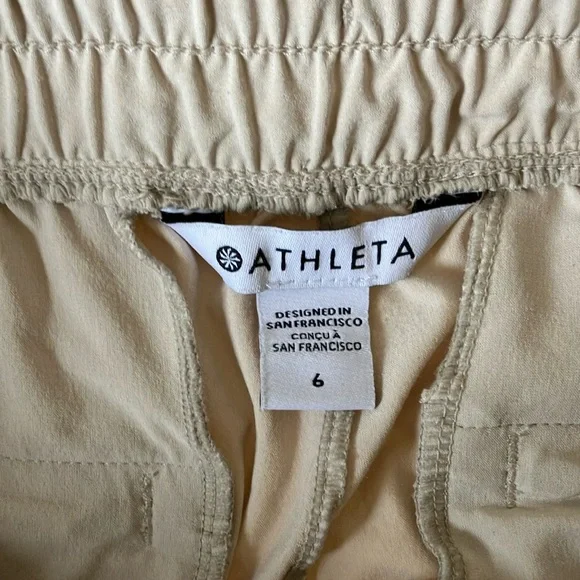 ATHLETA
DESIGNED IN
SAN FRANCISCO
CONÇU À
SAN FRANCISCO
6